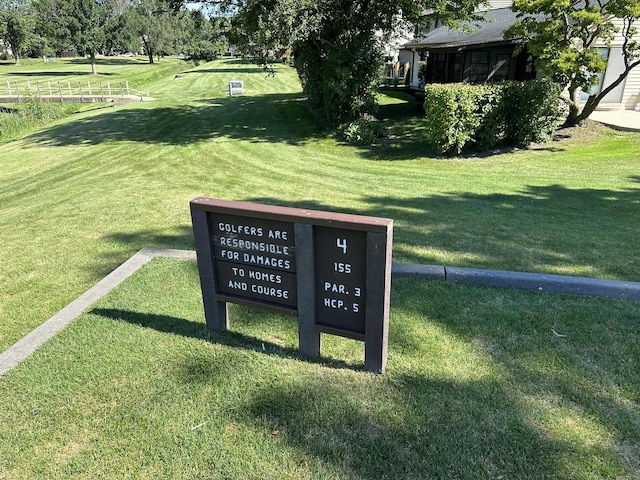 GOLFERS ARE
RESPONSIBLE
FOR DAMAGES
TO HOMES
AND COURSE
4
155
PAR. 3
HCP. 5